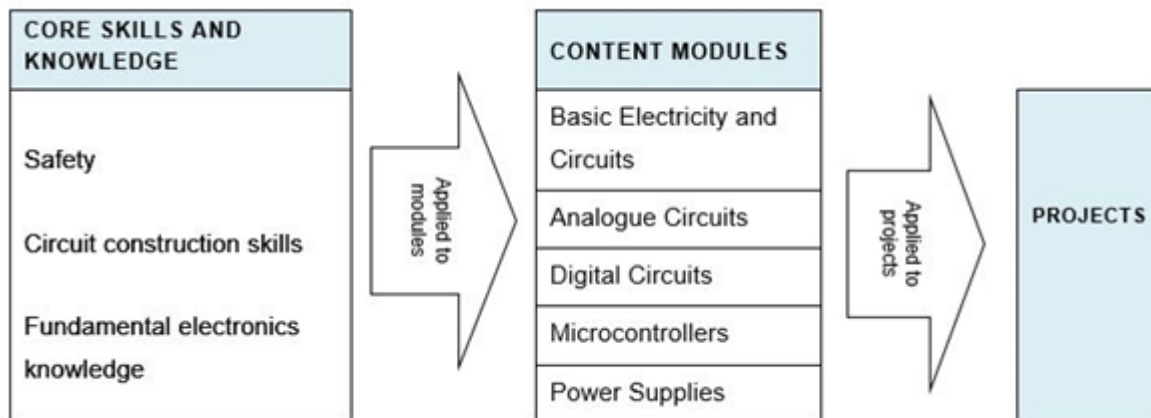 CORE SKILLS AND
KNOWLEDGE
Safety
Circuit construction skills
Fundamental electronics
knowledge
Applied to
modules
CONTENT MODULES
Basic Electricity and
Circuits
Analogue Circuits
Digital Circuits
Microcontrollers
Power Supplies
Applied to
projects
PROJECTS